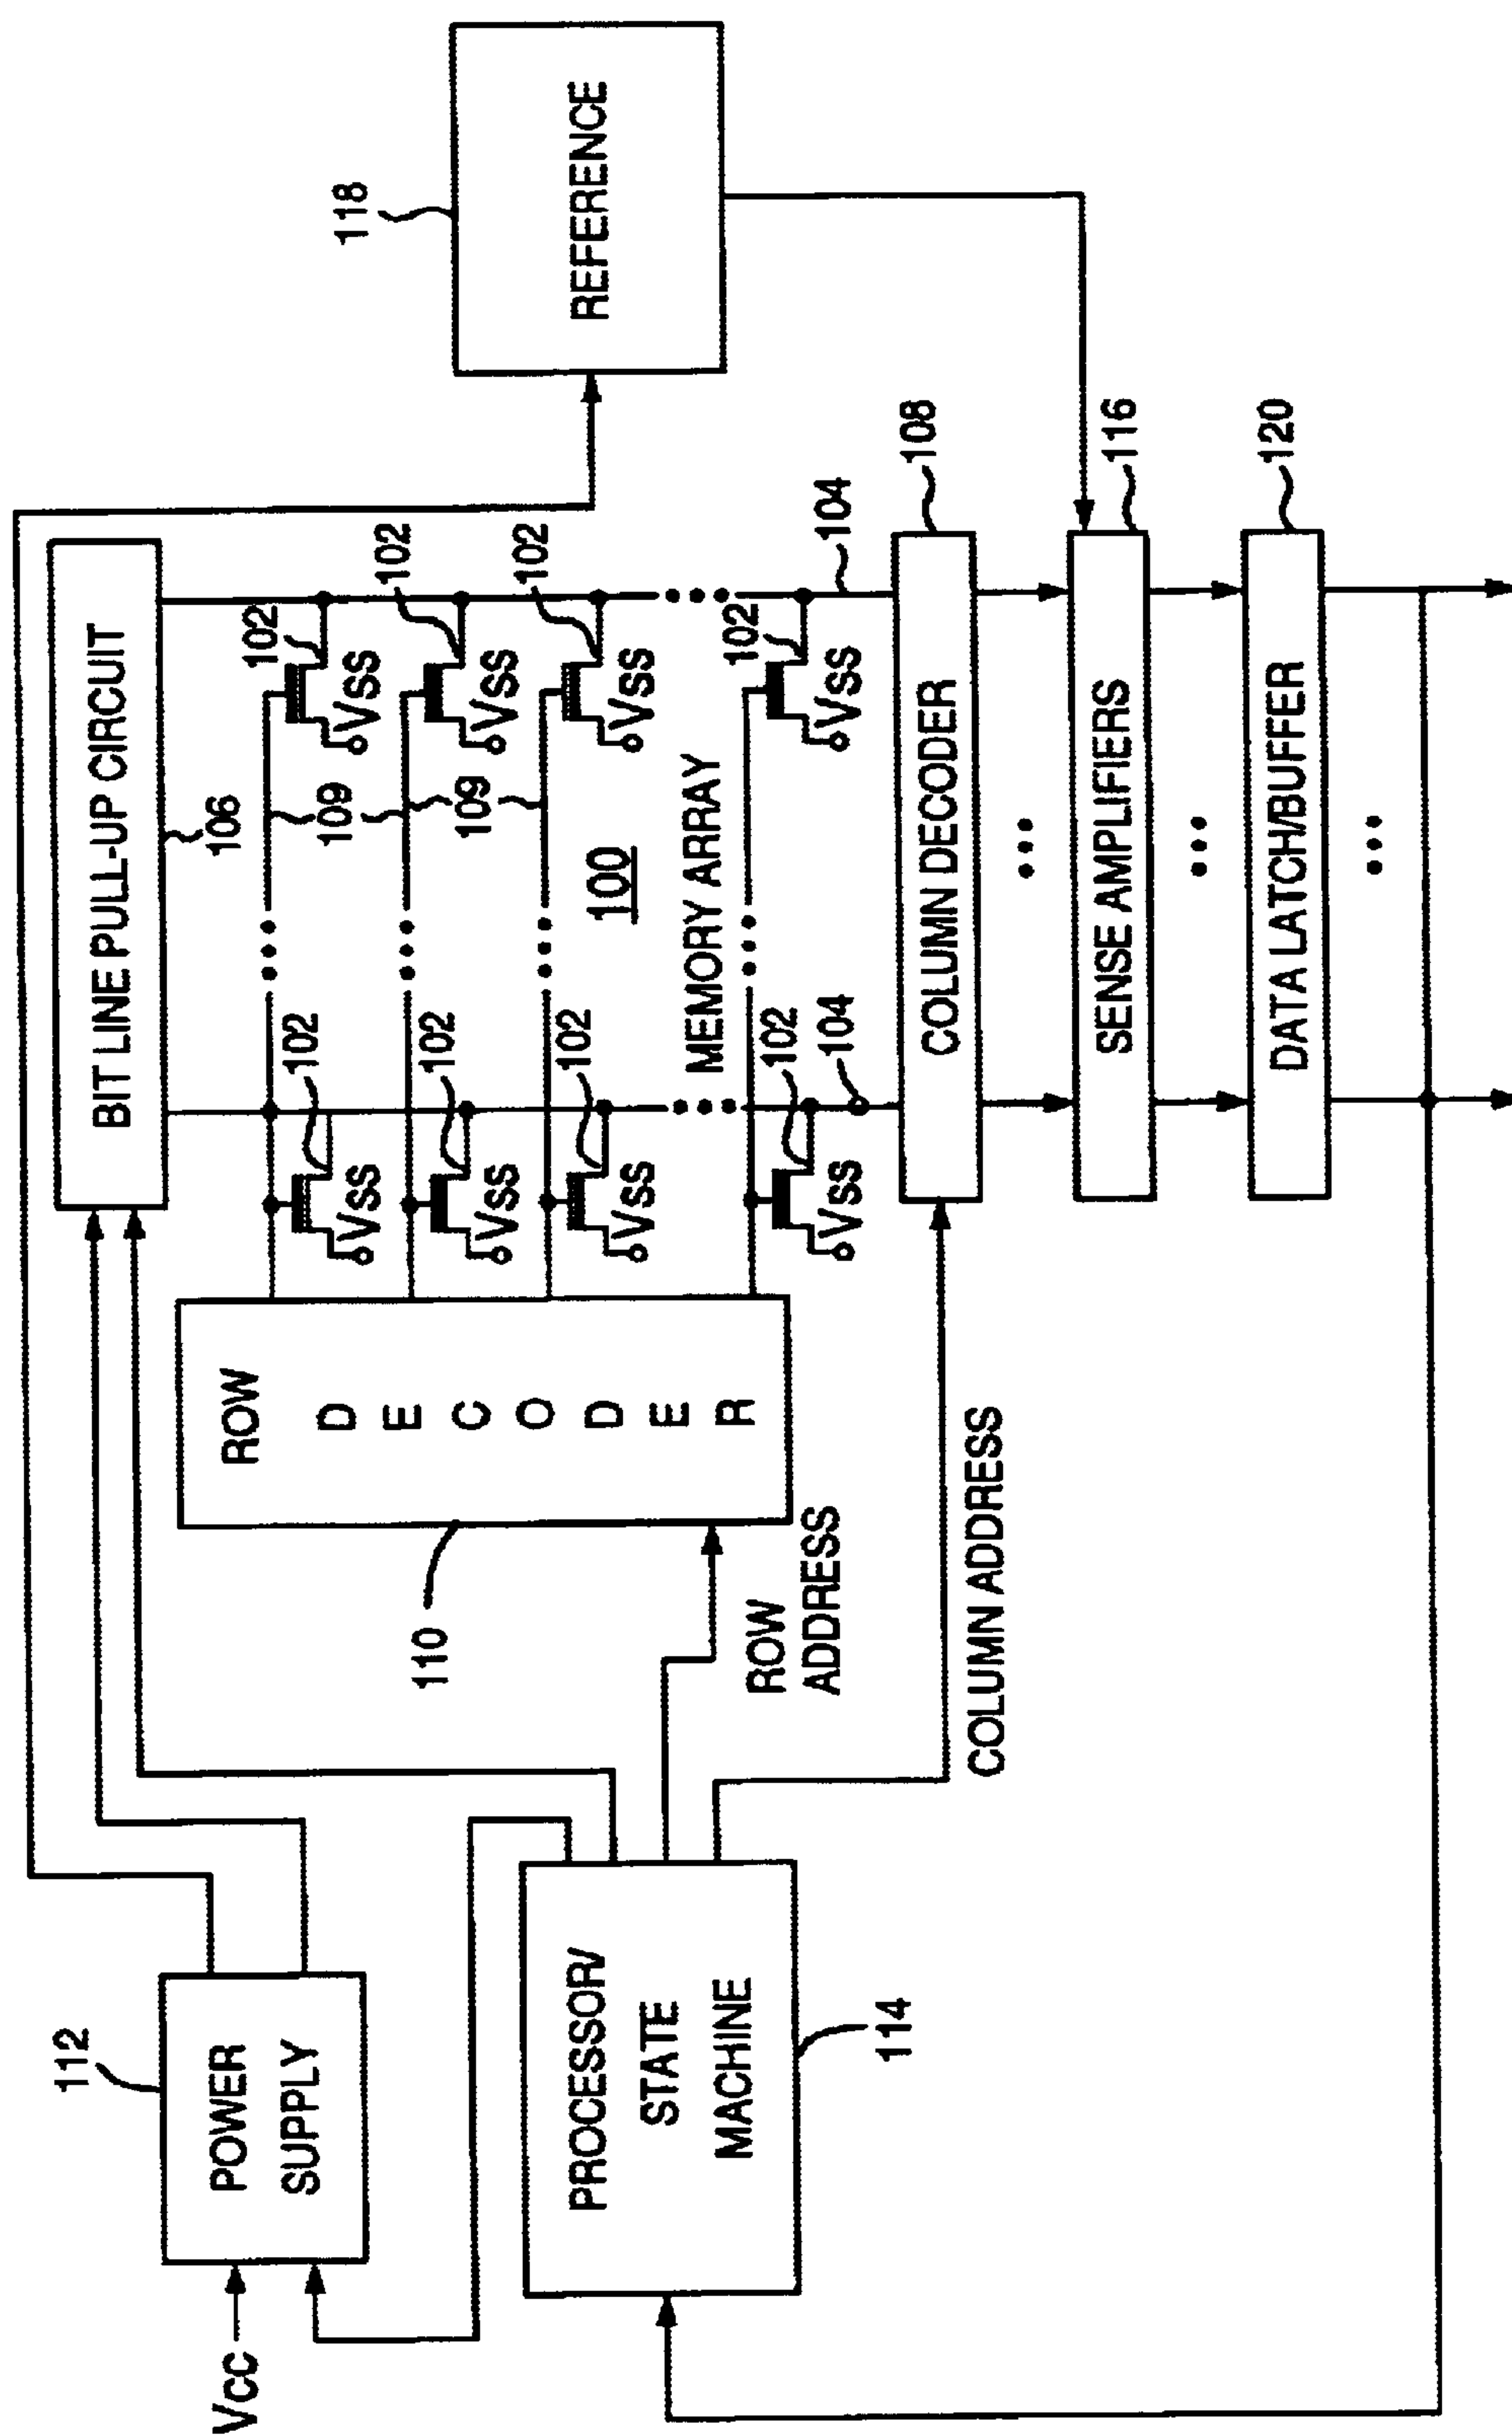 BIT LINE PULL-UP CIRCUIT
106
118
REFERENCE
112
POWER
SUPPLY
VCC
ROW
D
E
C
O
D
E
R
110
102
VSS
102
VSS
109
102
VSS
102
VSS
109
102
VSS
102
VSS
100
MEMORY ARRAY
102
VSS
104
102
VSS
104
PROCESSOR/
STATE
MACHINE
114
ROW
ADDRESS
COLUMN ADDRESS
COLUMN DECODER
108
SENSE AMPLIFIERS
116
DATA LATCH/BUFFER
120